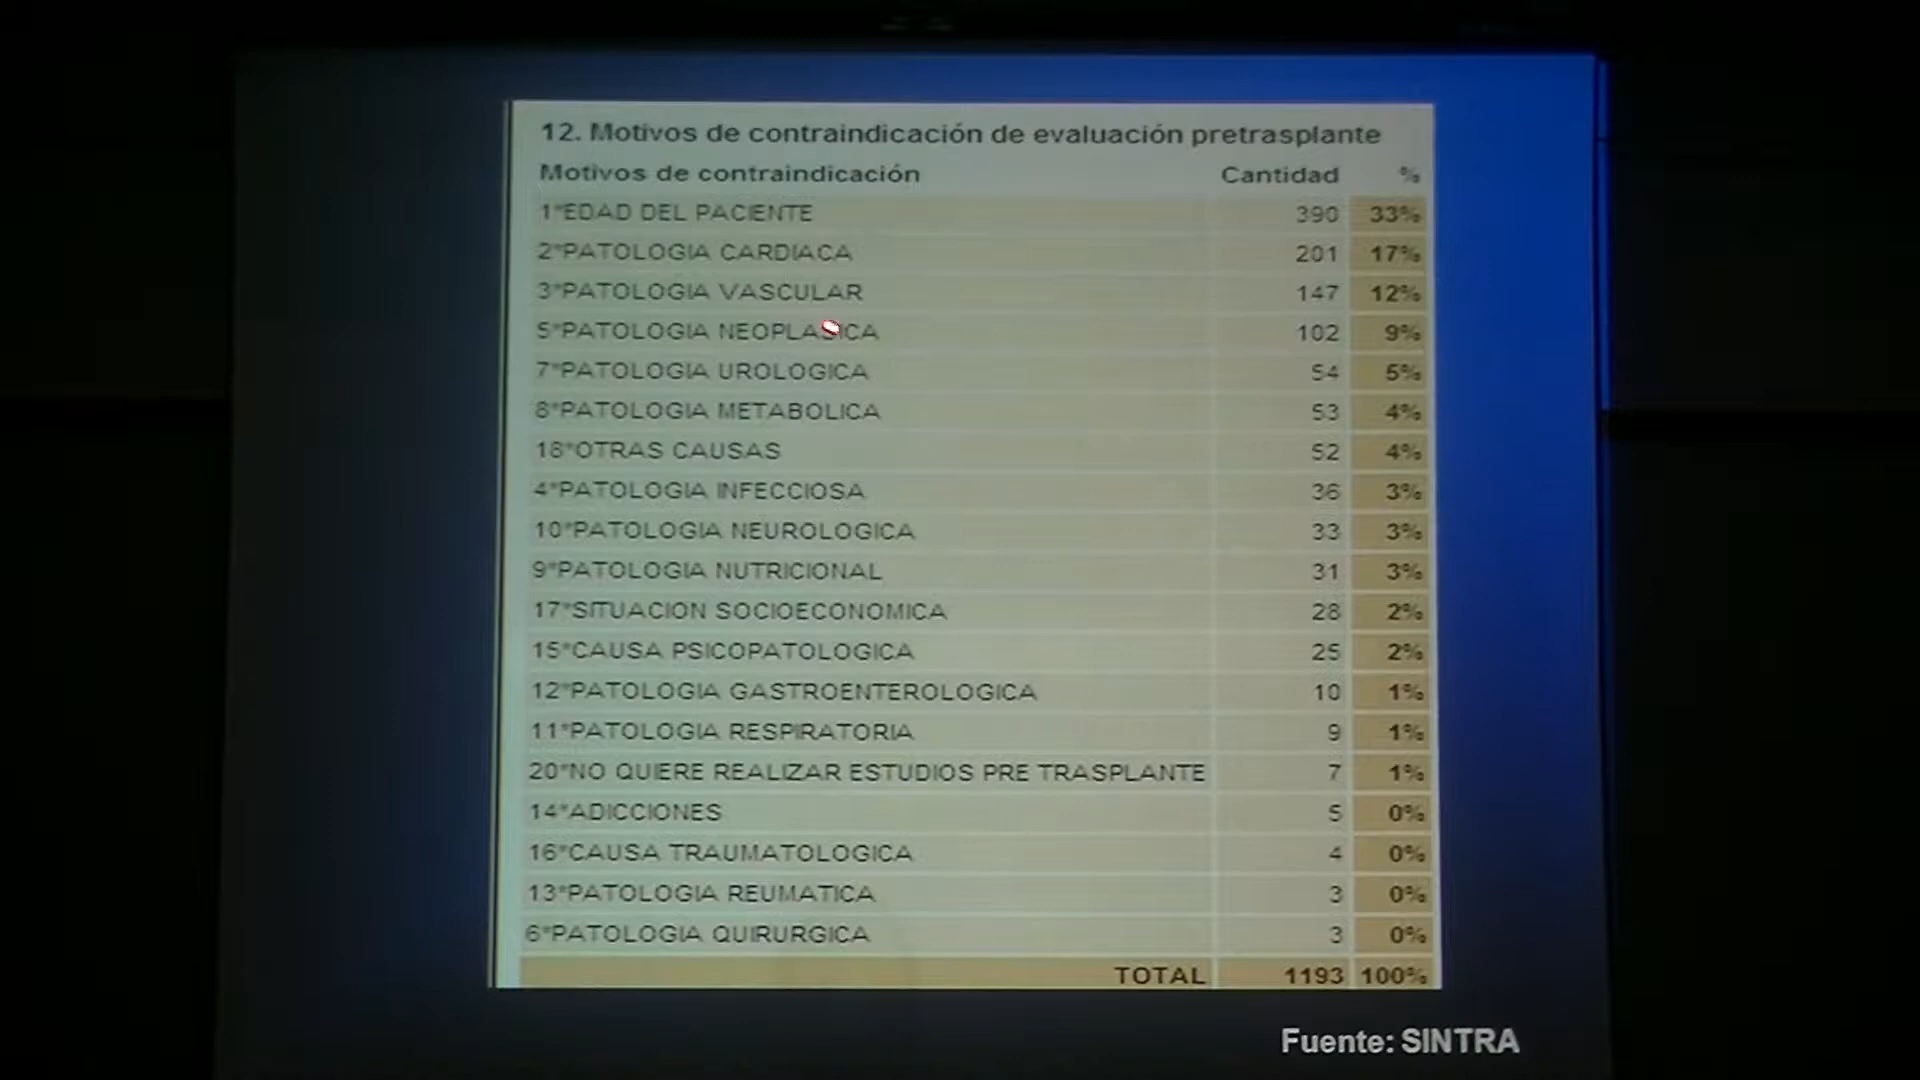 12. Motivos de contraindicación de evaluación pretrasplante
Motivos de contraindicación Cantidad %
1*EDAD DEL PACIENTE 390 33%
2*PATOLOGIA CARDIACA 201 17%
3*PATOLOGIA VASCULAR 147 12%
5*PATOLOGIA NEOPLASICA 102 9%
7*PATOLOGIA UROLOGICA 54 5%
8*PATOLOGIA METABOLICA 53 4%
18*OTRAS CAUSAS 52 4%
4*PATOLOGIA INFECCIOSA 36 3%
10*PATOLOGIA NEUROLOGICA 33 3%
9*PATOLOGIA NUTRICIONAL 31 3%
17*SITUACION SOCIOECONOMICA 28 2%
15*CAUSA PSICOPATOLOGICA 25 2%
12*PATOLOGIA GASTROENTEROLOGICA 10 1%
11*PATOLOGIA RESPIRATORIA 9 1%
20*NO QUIERE REALIZAR ESTUDIOS PRE TRASPLANTE 7 1%
14*ADICCIONES 5 0%
16*CAUSA TRAUMATOLOGICA 4 0%
13*PATOLOGIA REUMATICA 3 0%
6*PATOLOGIA QUIRURGICA 3 0%
TOTAL 1193 100%
Fuente: SINTRA